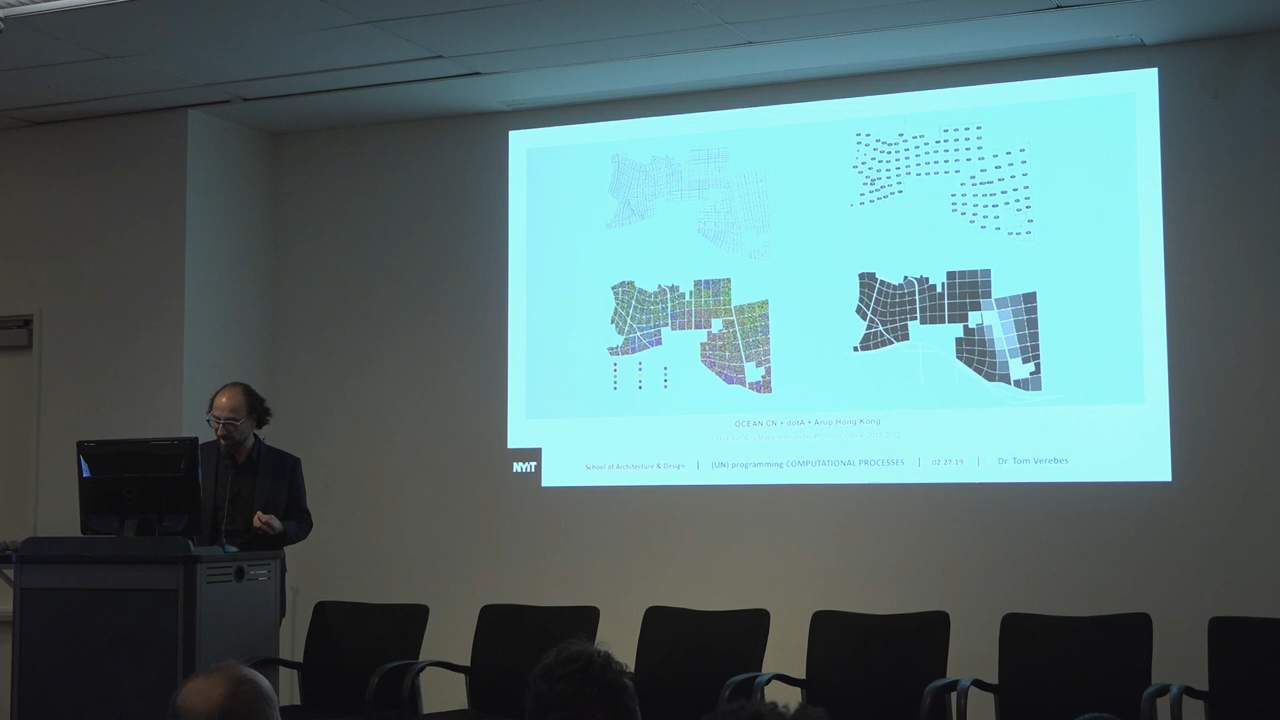 OCEAN CN + dotA + Arup Hong Kong
NYIT
School of Architecture & Design | (UN) programming COMPUTATIONAL PROCESSES | 02.27.19 | Dr. Tom Verebes